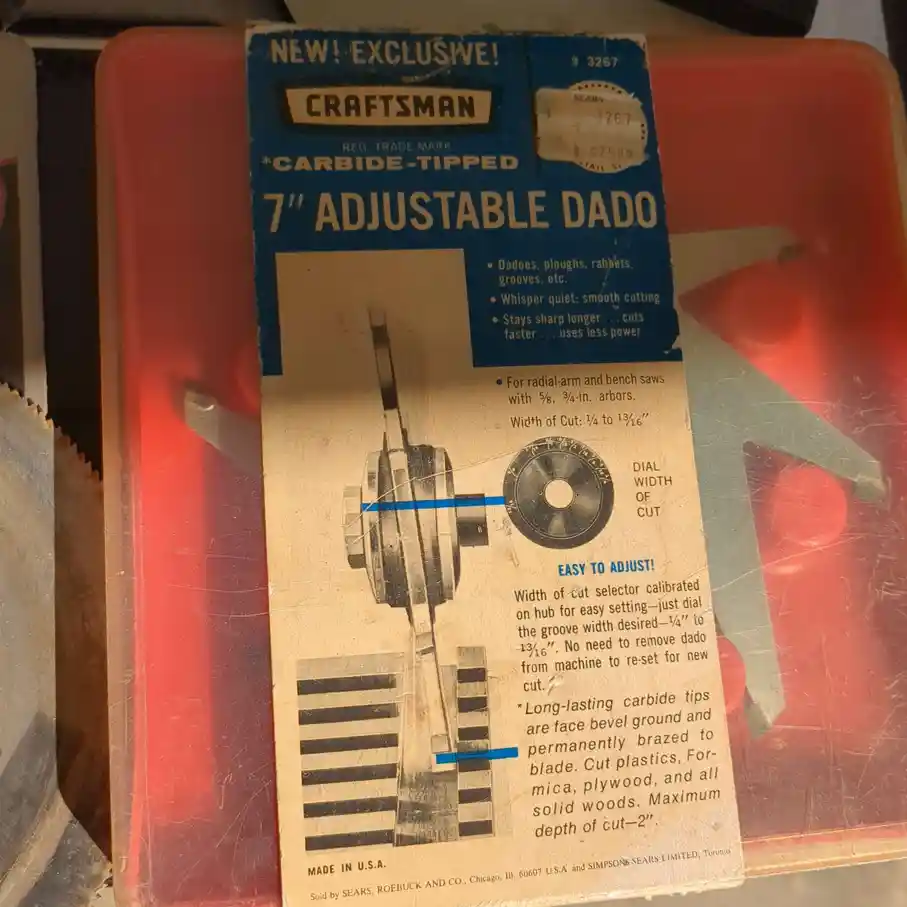 NEW! EXCLUSIVE!
9 3267
CRAFTSMAN
REG. TRADE MARK
*CARBIDE-TIPPED
7" ADJUSTABLE DADO
• Dadoes, ploughs, rabbets,
grooves, etc.
• Whisper quiet; smooth cutting
• Stays sharp longer . . . cuts
faster . . . uses less power
• For radial-arm and bench saws
with 5/8, 3/4-in. arbors.
Width of Cut: 1/4 to 13/16"
DIAL
WIDTH
OF
CUT
EASY TO ADJUST!
Width of cut selector calibrated
on hub for easy setting—just dial
the groove width desired—1/4" to
13/16". No need to remove dado
from machine to re-set for new
cut.
*Long-lasting carbide tips
are face bevel ground and
permanently brazed to
blade. Cut plastics, For-
mica, plywood, and all
solid woods. Maximum
depth of cut—2".
MADE IN U.S.A.
Sold by SEARS, ROEBUCK AND CO., Chicago, Ill. 60607 U.S.A. and SIMPSONS-SEARS LIMITED, Toronto